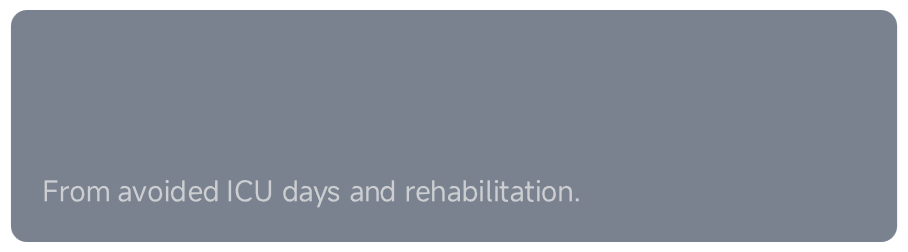 From avoided ICU days and rehabilitation.